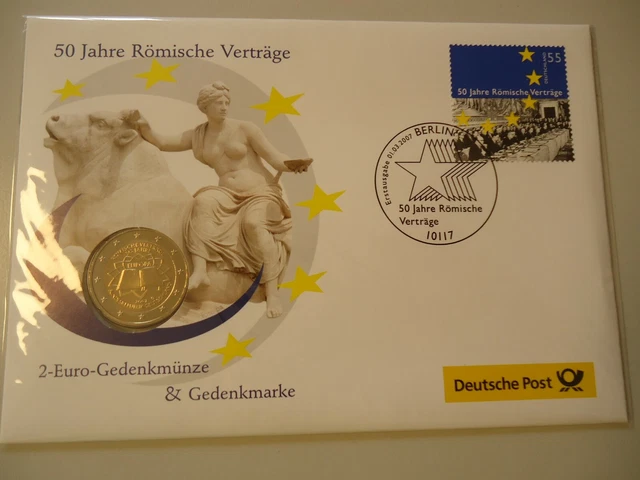 50 Jahre Römische Verträge
55
DEUTSCHLAND
50 Jahre Römische Verträge
BERLIN
Erstausgabe 01.03.2007
50 Jahre Römische
Verträge
10117
2-Euro-Gedenkmünze
& Gedenkmarke
Deutsche Post